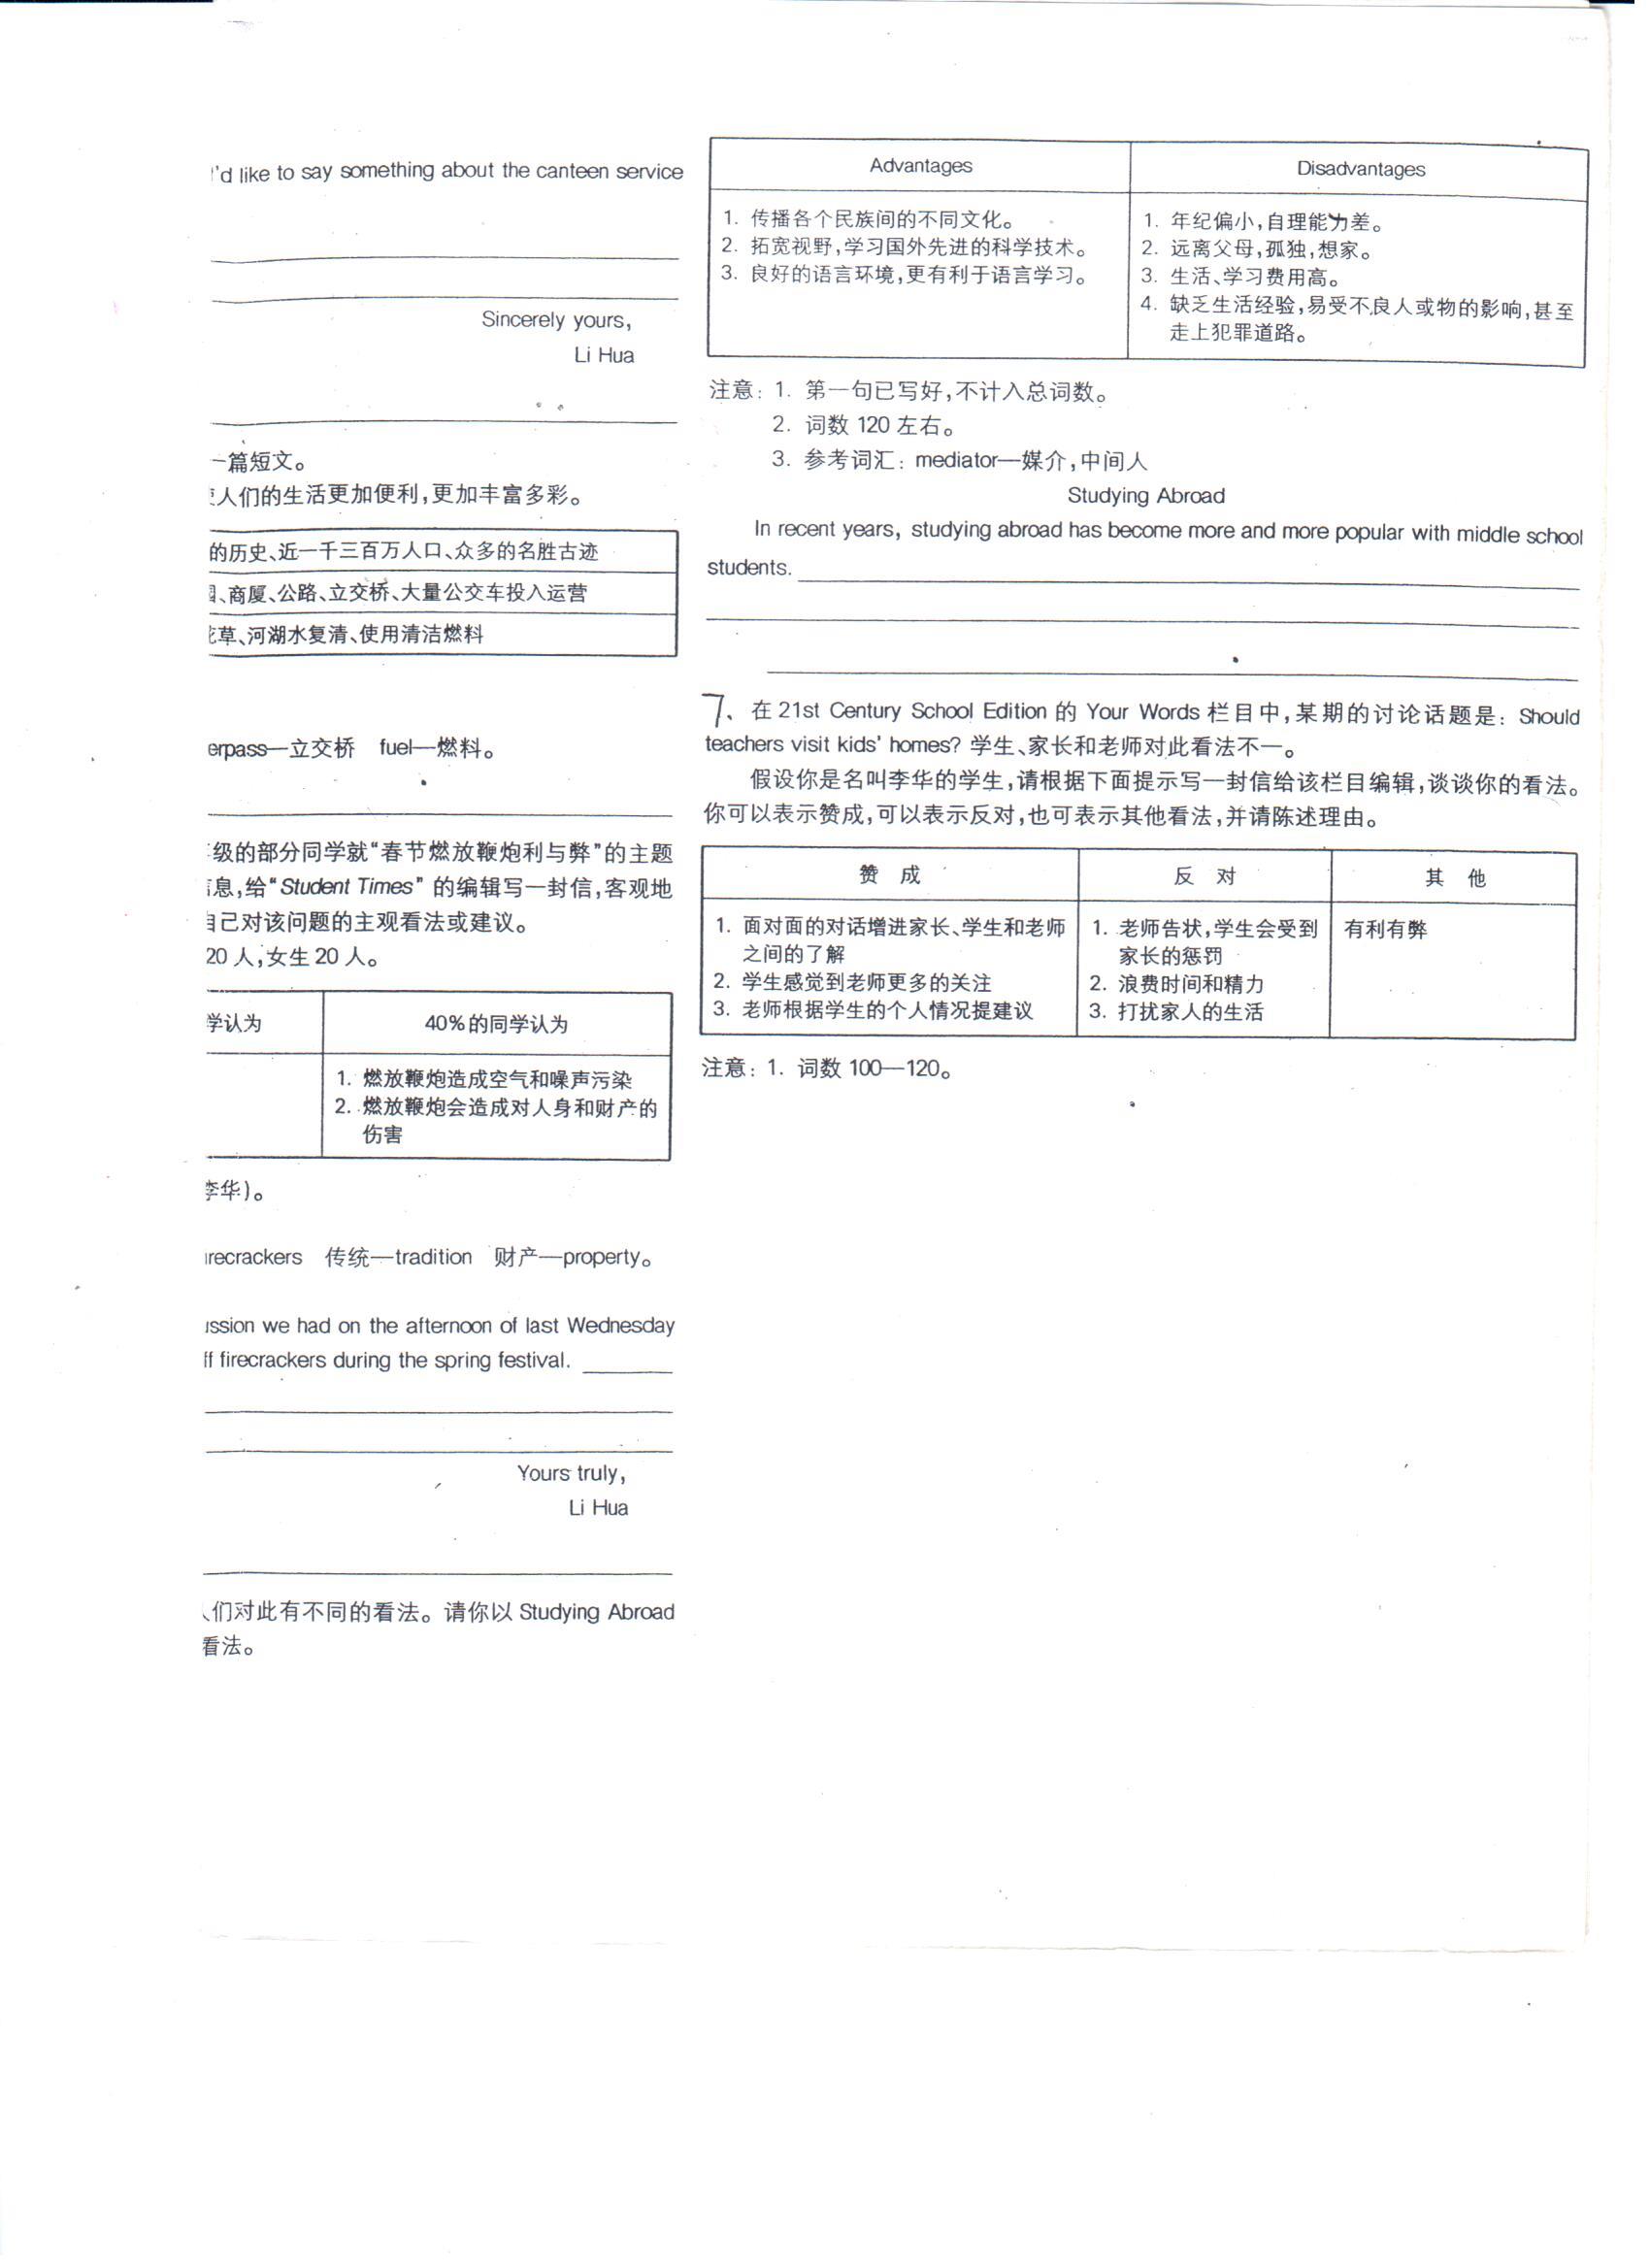 I'd like to say something about the canteen service
Sincerely yours,
Li Hua
一篇短文。
人们的生活更加便利,更加丰富多彩。
的历史、近一千三百万人口、众多的名胜古迹
、商厦、公路、立交桥、大量公交车投入运营
草、河湖水复清、使用清洁燃料
erpass—立交桥 fuel—燃料。
级的部分同学就“春节燃放鞭炮利与弊”的主题
息,给“Student Times”的编辑写一封信,客观地
自己对该问题的主观看法或建议。
20人,女生20人。
学认为 40%的同学认为
1. 燃放鞭炮造成空气和噪声污染
2. 燃放鞭炮会造成对人身和财产的
伤害
李华)。
irecrackers 传统—tradition 财产—property。
ussion we had on the afternoon of last Wednesday
ff firecrackers during the spring festival.
Yours truly,
Li Hua
人们对此有不同的看法。请你以 Studying Abroad
看法。
Advantages Disadvantages
1. 传播各个民族间的不同文化。
2. 拓宽视野,学习国外先进的科学技术。
3. 良好的语言环境,更有利于语言学习。
1. 年纪偏小,自理能力差。
2. 远离父母,孤独,想家。
3. 生活、学习费用高。
4. 缺乏生活经验,易受不良人或物的影响,甚至
走上犯罪道路。
注意: 1. 第一句已写好,不计入总词数。
2. 词数 120 左右。
3. 参考词汇: mediator—媒介,中间人
Studying Abroad
In recent years, studying abroad has become more and more popular with middle school
students.
7、在 21st Century School Edition 的 Your Words 栏目中,某期的讨论话题是: Should
teachers visit kids' homes? 学生、家长和老师对此看法不一。
假设你是名叫李华的学生,请根据下面提示写一封信给该栏目编辑,谈谈你的看法。
你可以表示赞成,可以表示反对,也可表示其他看法,并请陈述理由。
赞 成 反 对 其 他
1. 面对面的对话增进家长、学生和老师
之间的了解
2. 学生感觉到老师更多的关注
3. 老师根据学生的个人情况提建议
1. 老师告状,学生会受到
家长的惩罚
2. 浪费时间和精力
3. 打扰家人的生活
有利有弊
注意: 1. 词数 100—120。